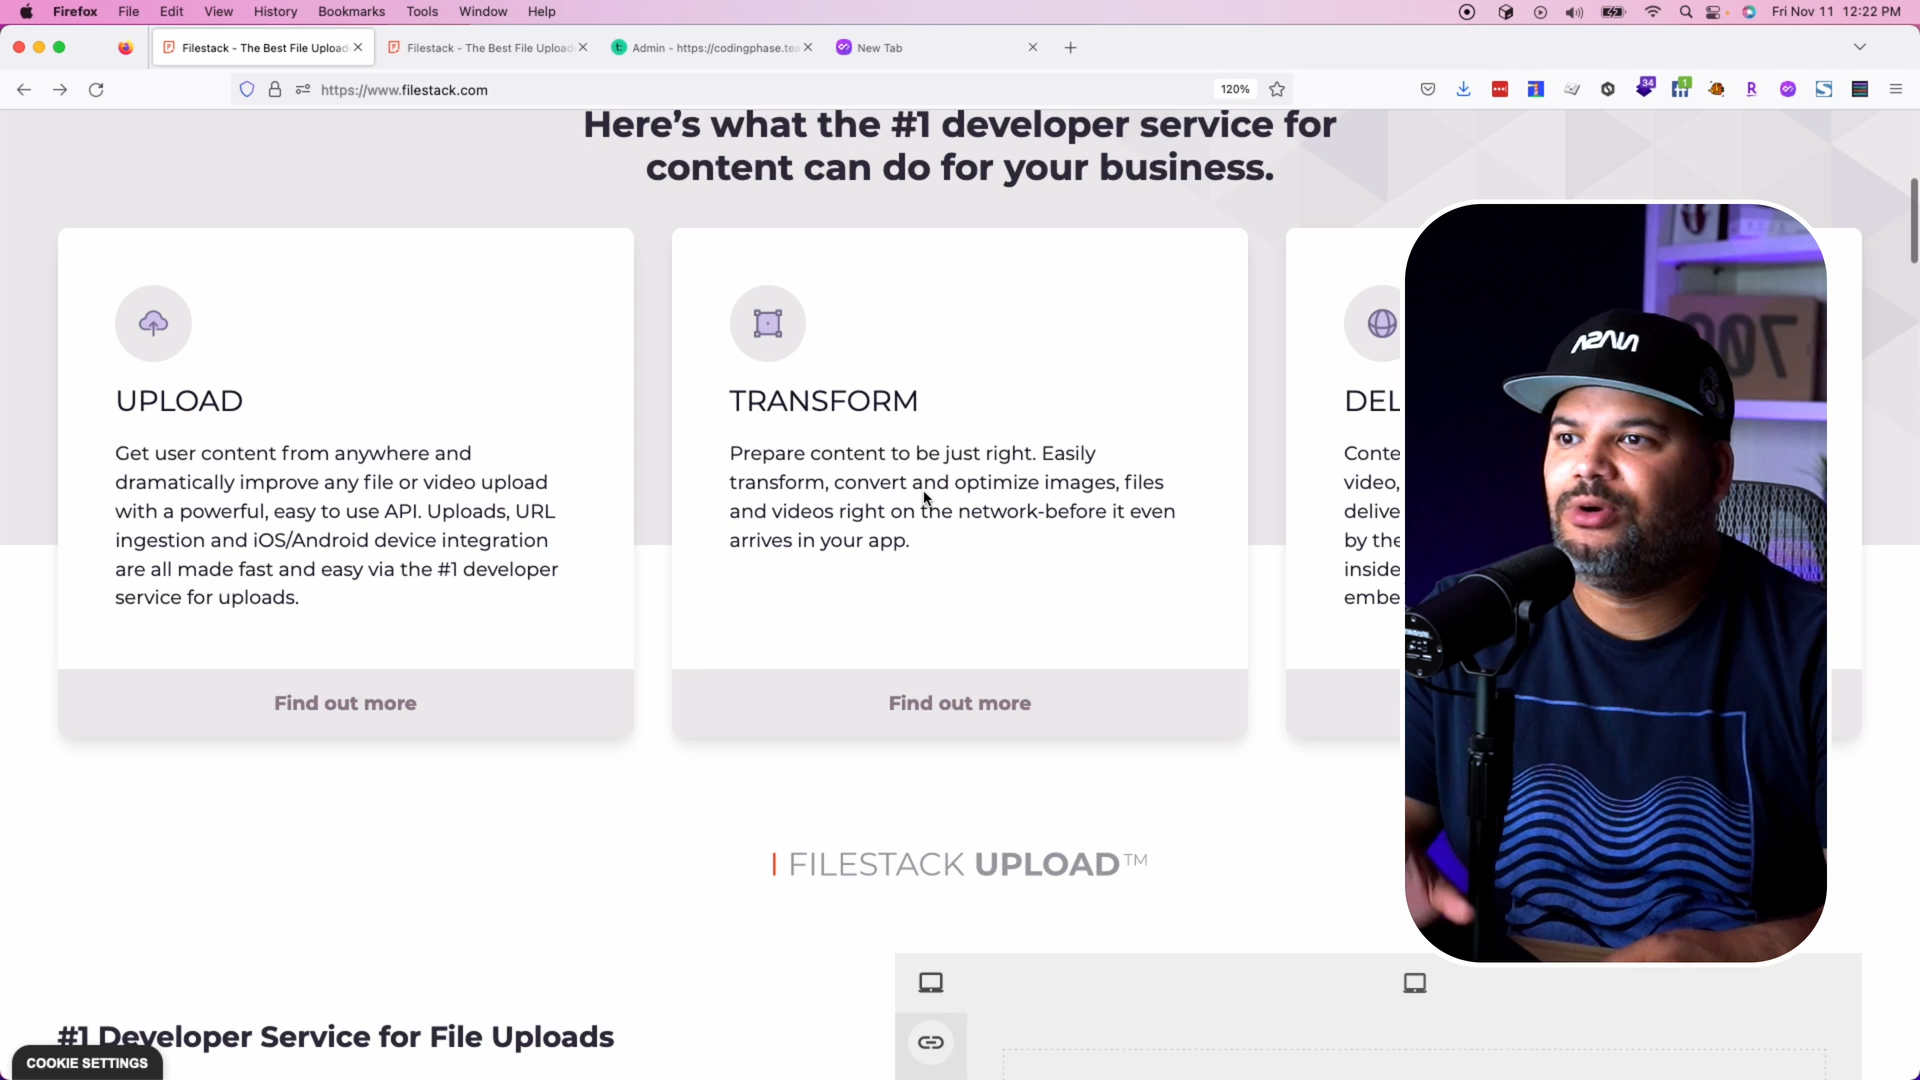 Firefox File Edit View History Bookmarks Tools Window Help Fri Nov 11 12:22 PM
Filestack - The Best File Upload Filestack - The Best File Upload Admin - https://codingphase.tea New Tab
https://www.filestack.com 120% 34 1
Here's what the #1 developer service for
content can do for your business.
UPLOAD
Get user content from anywhere and
dramatically improve any file or video upload
with a powerful, easy to use API. Uploads, URL
ingestion and iOS/Android device integration
are all made fast and easy via the #1 developer
service for uploads.
Find out more
TRANSFORM
Prepare content to be just right. Easily
transform, convert and optimize images, files
and videos right on the network-before it even
arrives in your app.
Find out more
DEL
Conte
video,
delive
by the
inside
embe
700
FILESTACK UPLOAD™
#1 Developer Service for File Uploads
COOKIE SETTINGS